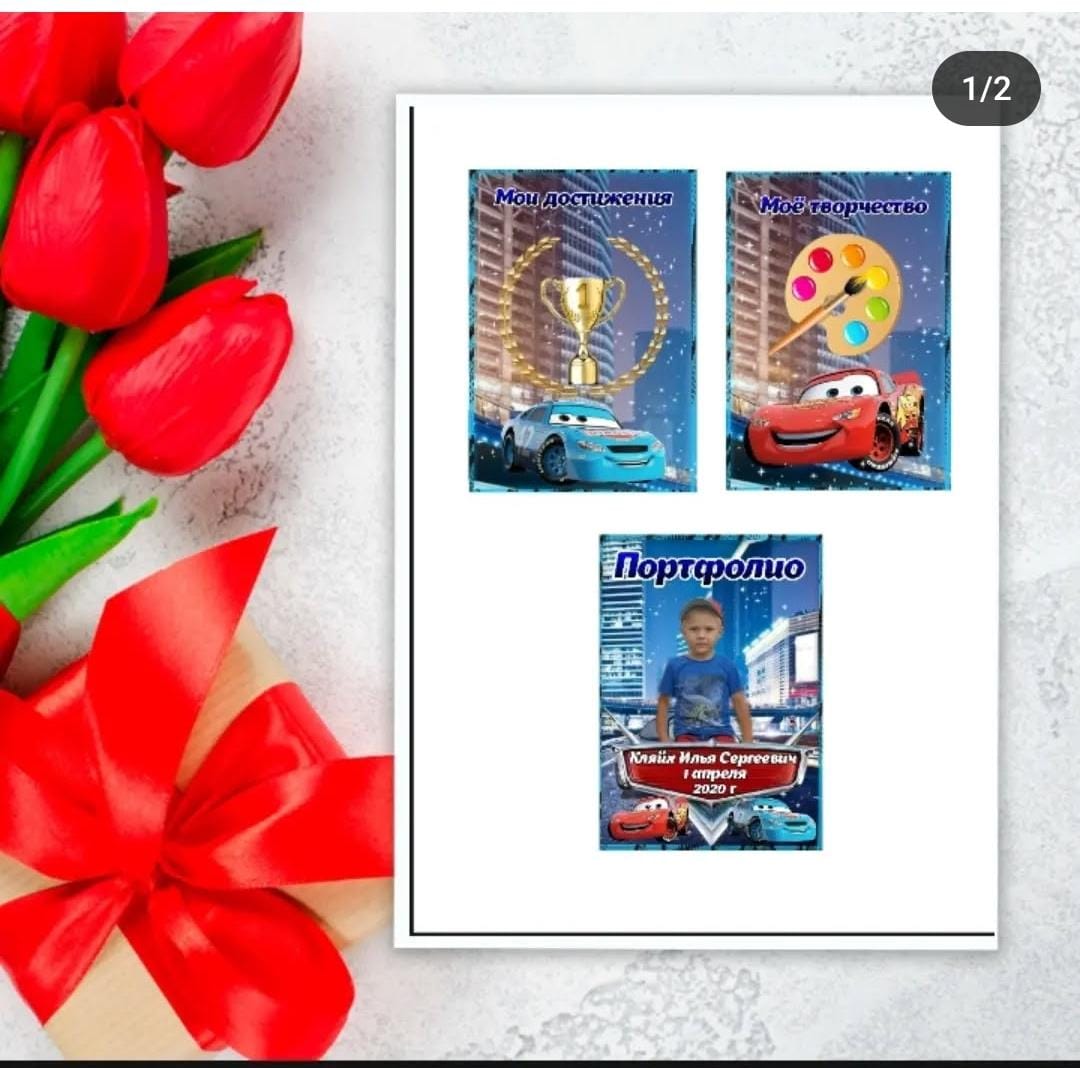 1/2
Мои достижения
Моё творчество
Портфолио
Кляйн Илья Сергеевич
1 апреля
2020 г